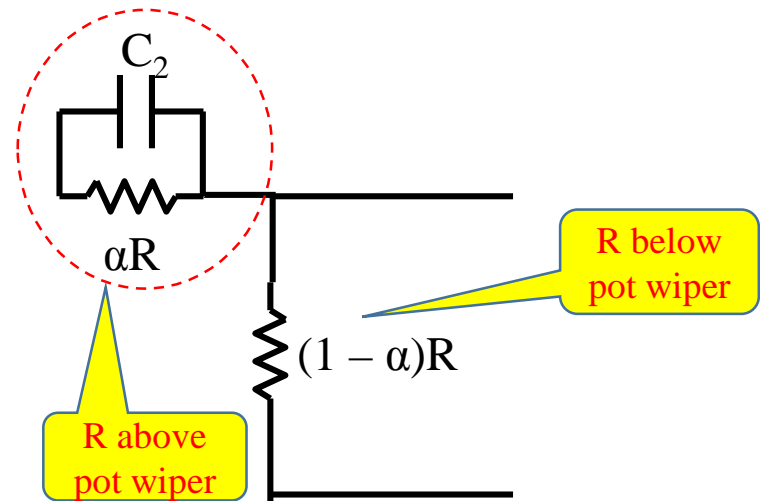 C₂
αR
R below
pot wiper
(1 – α)R
R above
pot wiper